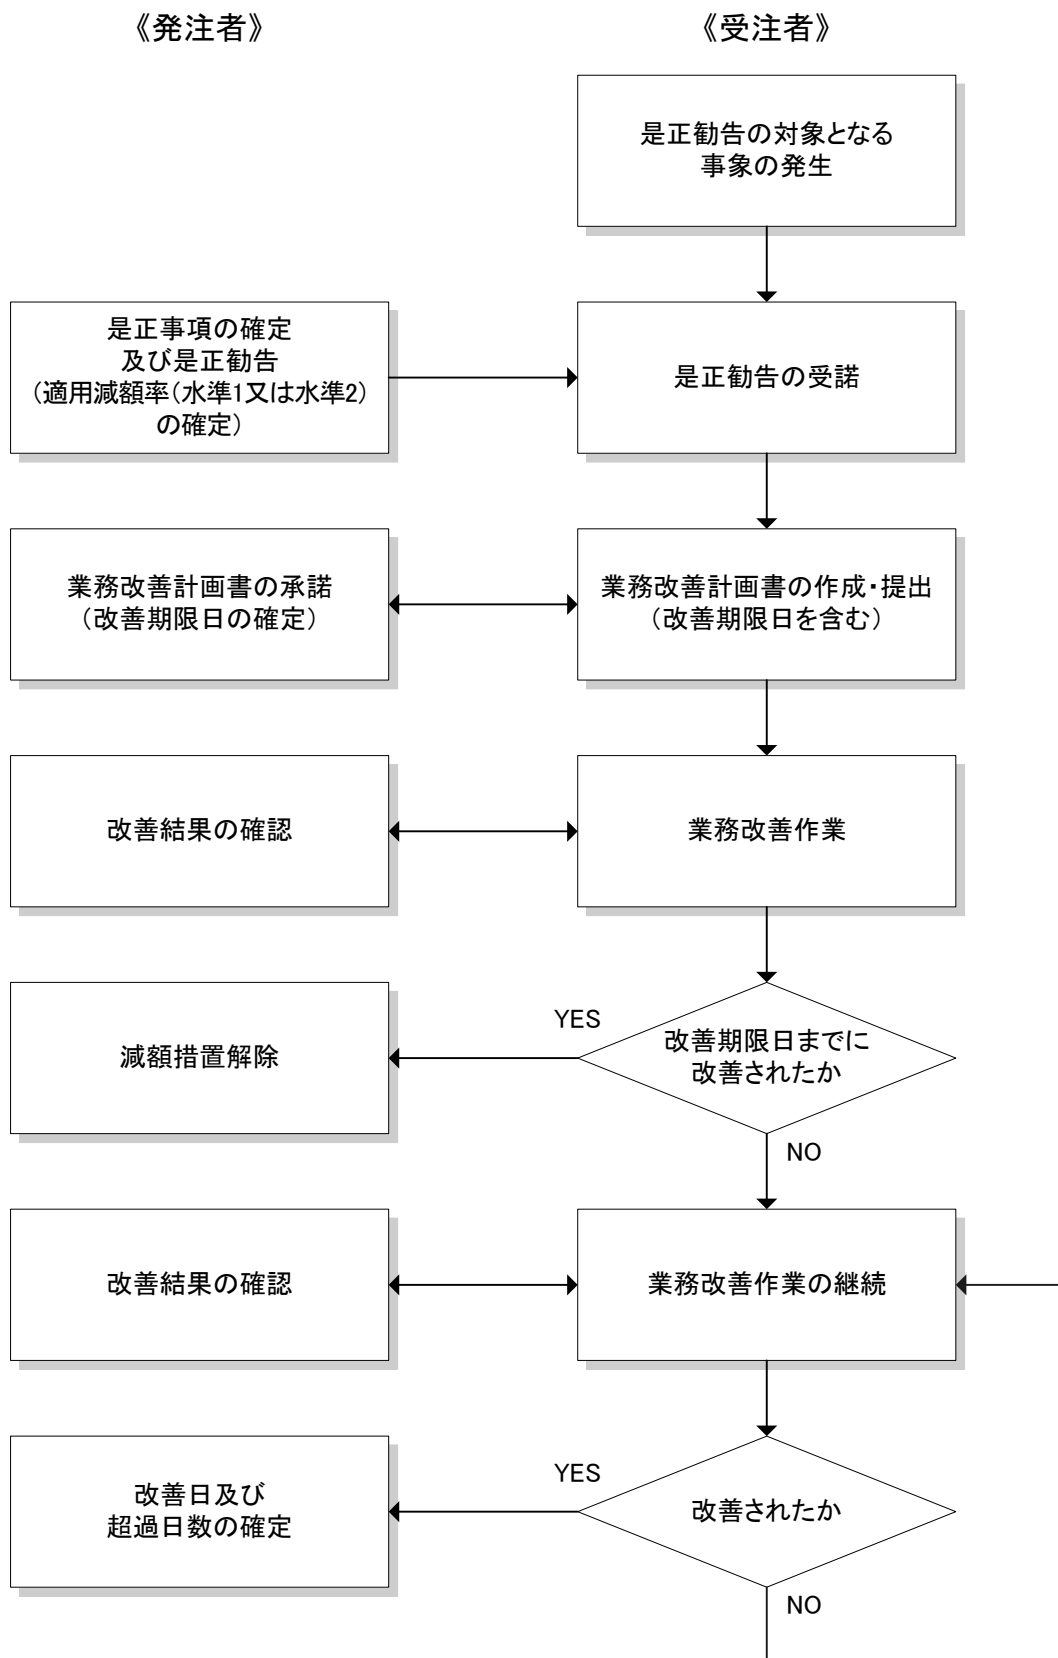 《発注者》
《受注者》
是正勧告の対象となる
事象の発生
是正事項の確定
及び是正勧告
(適用減額率(水準1又は水準2)
の確定)
是正勧告の受諾
業務改善計画書の承諾
(改善期限日の確定)
業務改善計画書の作成・提出
(改善期限日を含む)
改善結果の確認
業務改善作業
減額措置解除
YES
改善期限日までに
改善されたか
NO
改善結果の確認
業務改善作業の継続
改善日及び
超過日数の確定
YES
改善されたか
NO